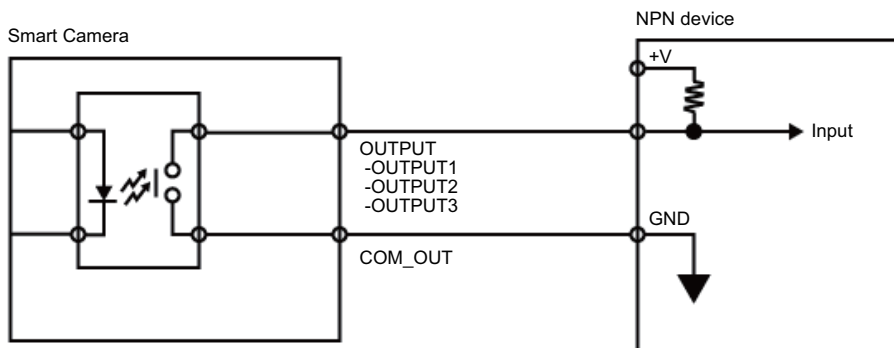 NPN device
Smart Camera
+V
Input
OUTPUT
-OUTPUT1
-OUTPUT2
-OUTPUT3
GND
COM_OUT